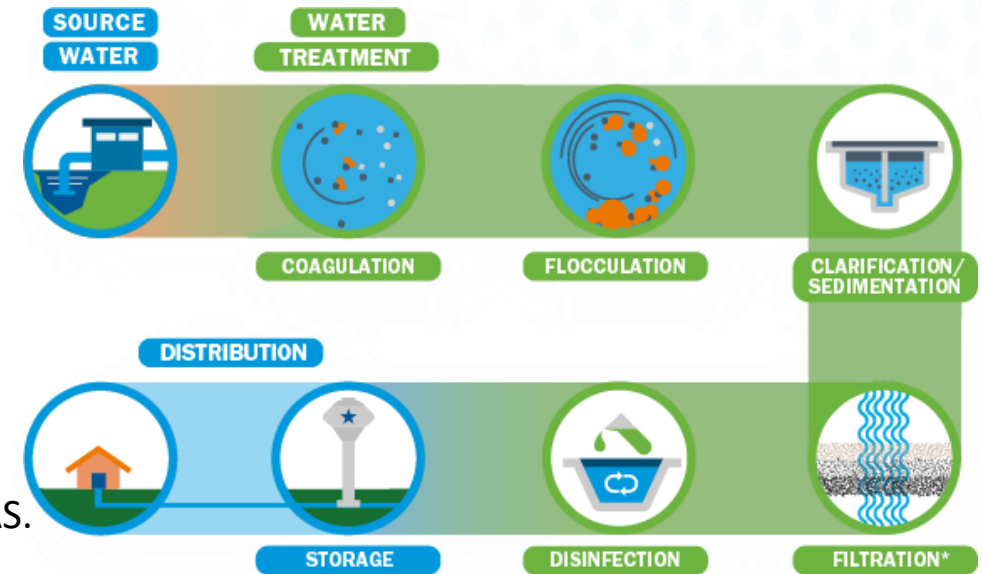 SOURCE
WATER
WATER
TREATMENT
COAGULATION
FLOCCULATION
CLARIFICATION/
SEDIMENTATION
DISTRIBUTION
STORAGE
DISINFECTION
FILTRATION*